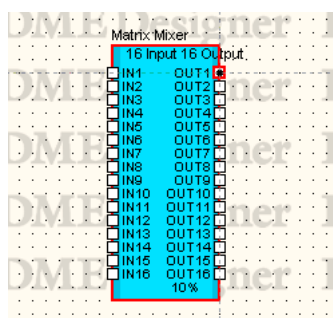 DME Designer
Matrix Mixer
16 Input 16 Output
IN1 OUT1
IN2 OUT2
IN3 OUT3
IN4 OUT4
IN5 OUT5
IN6 OUT6
IN7 OUT7
IN8 OUT8
IN9 OUT9
IN10 OUT10
IN11 OUT11
IN12 OUT12
IN13 OUT13
IN14 OUT14
IN15 OUT15
IN16 OUT16
10%